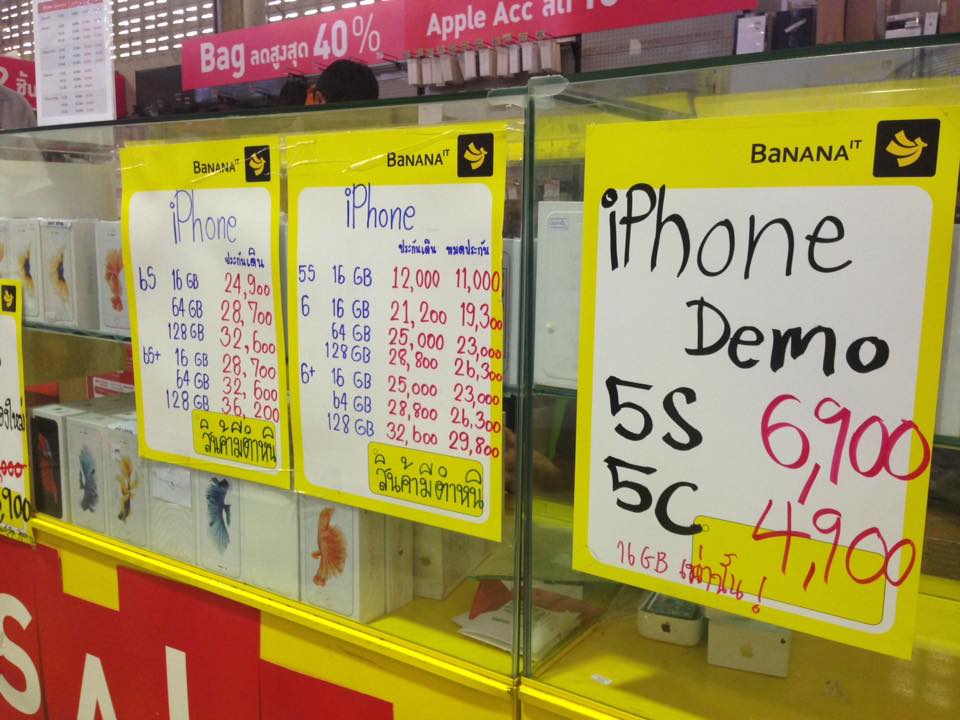 Bag ลดสูงสุด 40%
Apple Acc ลด
BaNANA IT
iPhone
ประกันเดิม
6S 16 GB 24,900
64 GB 28,700
128 GB 32,600
6S+ 16 GB 28,700
64 GB 32,600
128 GB 36,200
สินค้ามีตำหนิ
BaNANA IT
iPhone
ประกันเดิน หมดประกัน
5S 16 GB 12,000 11,000
6 16 GB 21,200 19,300
64 GB 25,000 23,000
128 GB 28,800 26,300
6+ 16 GB 25,000 23,000
64 GB 28,800 26,300
128 GB 32,600 29,800
สินค้ามีตำหนิ
BaNANA IT
iPhone
Demo
5S 6,900
5C 4,900
16 GB เท่านั้น!
SAL